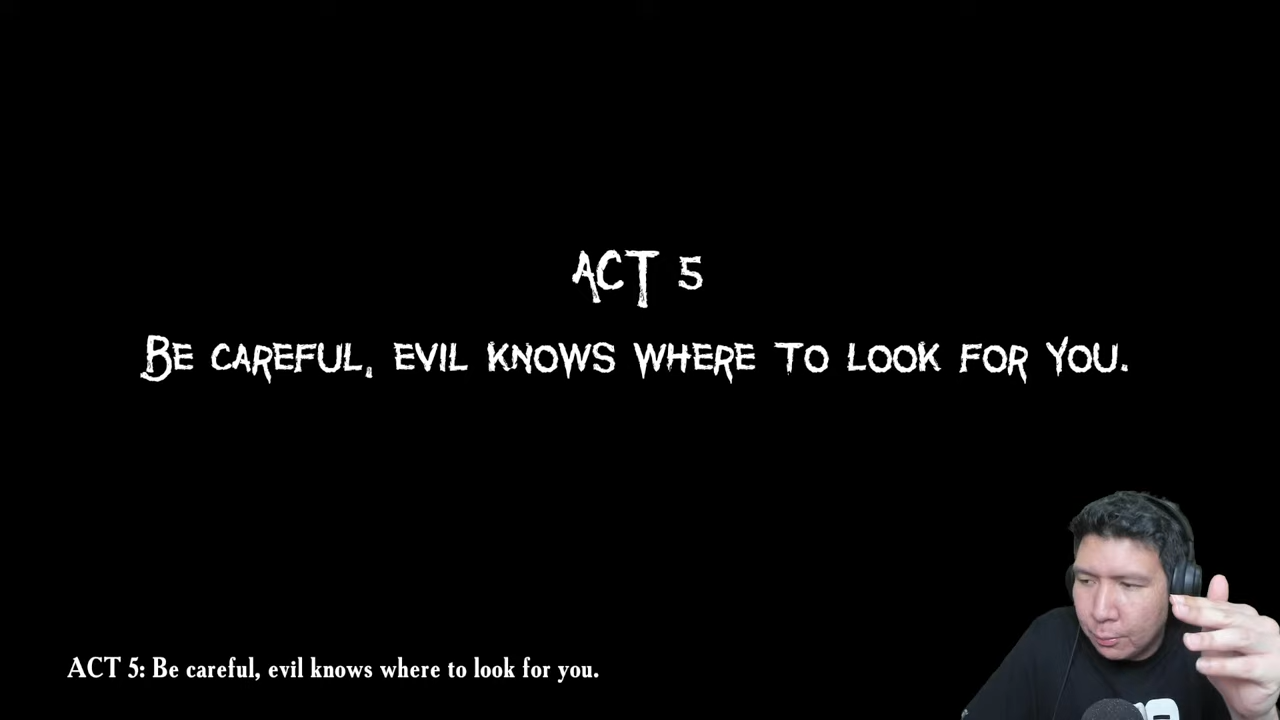 ACT 5
Be careful, evil knows where to look for you.
ACT 5: Be careful, evil knows where to look for you.